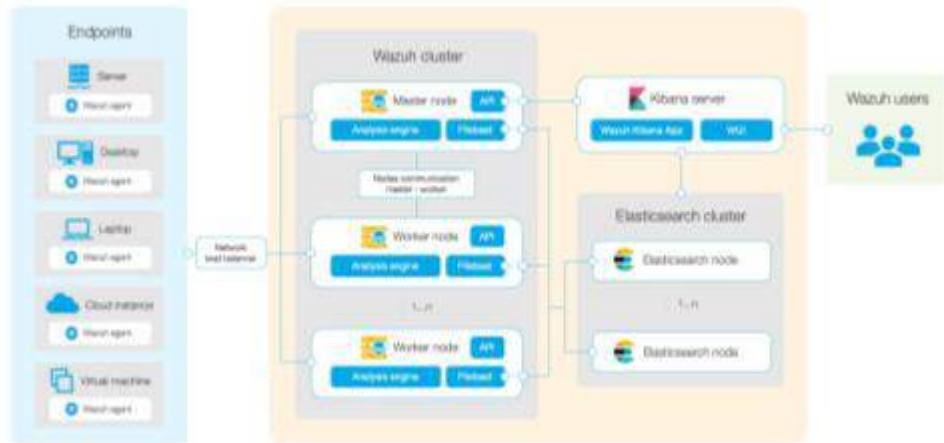 Endpoints
Server
Wazuh agent
Desktop
Wazuh agent
Laptop
Wazuh agent
Cloud instance
Wazuh agent
Virtual machine
Wazuh agent
Network
load balancer
Wazuh cluster
Master node
API
Analysis engine
Filebeat
Nodes communication
master - worker
Worker node
API
Analysis engine
Filebeat
1...n
Worker node
API
Analysis engine
Filebeat
Kibana server
Wazuh Kibana App
WUI
Elasticsearch cluster
Elasticsearch node
1...n
Elasticsearch node
Wazuh users